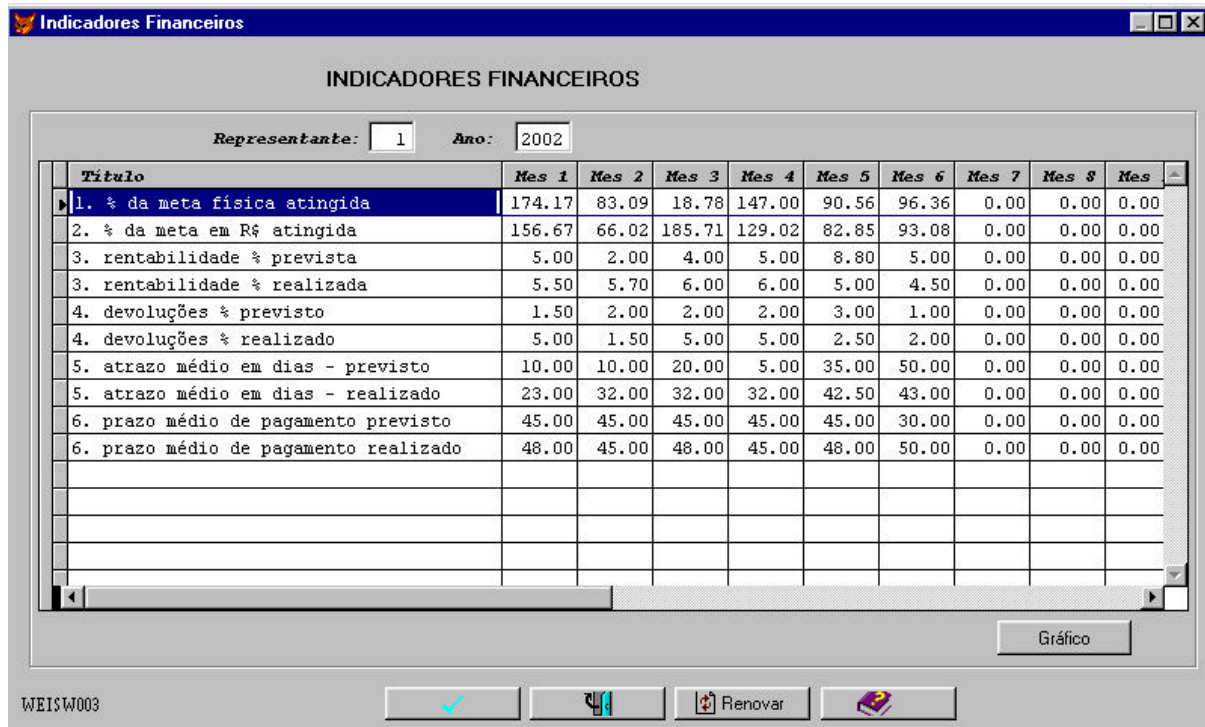 Indicadores Financeiros
INDICADORES FINANCEIROS
Representante: 1 Ano: 2002
Título Mes 1 Mes 2 Mes 3 Mes 4 Mes 5 Mes 6 Mes 7 Mes 8 Mes
1. % da meta física atingida 174.17 83.09 18.78 147.00 90.56 96.36 0.00 0.00 0.00
2. % da meta em R$ atingida 156.67 66.02 185.71 129.02 82.85 93.08 0.00 0.00 0.00
3. rentabilidade % prevista 5.00 2.00 4.00 5.00 8.80 5.00 0.00 0.00 0.00
3. rentabilidade % realizada 5.50 5.70 6.00 6.00 5.00 4.50 0.00 0.00 0.00
4. devoluções % previsto 1.50 2.00 2.00 2.00 3.00 1.00 0.00 0.00 0.00
4. devoluções % realizado 5.00 1.50 5.00 5.00 2.50 2.00 0.00 0.00 0.00
5. atrazo médio em dias - previsto 10.00 10.00 20.00 5.00 35.00 50.00 0.00 0.00 0.00
5. atrazo médio em dias - realizado 23.00 32.00 32.00 32.00 42.50 43.00 0.00 0.00 0.00
6. prazo médio de pagamento previsto 45.00 45.00 45.00 45.00 45.00 30.00 0.00 0.00 0.00
6. prazo médio de pagamento realizado 48.00 45.00 48.00 45.00 48.00 50.00 0.00 0.00 0.00
Gráfico
WEISW003 Renovar